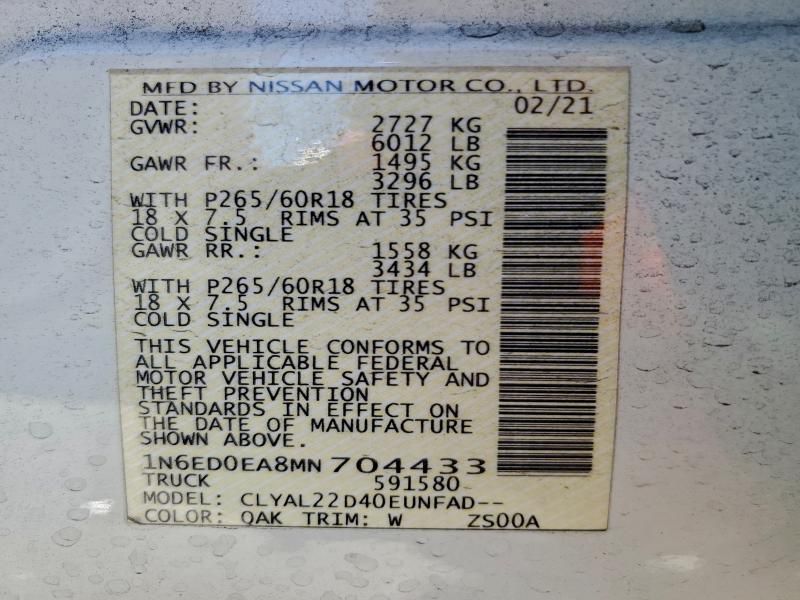 MFD BY NISSAN MOTOR CO., LTD.
DATE: 02/21
GVWR: 2727 KG
6012 LB
GAWR FR.: 1495 KG
3296 LB
WITH P265/60R18 TIRES
18 X 7.5 RIMS AT 35 PSI
COLD SINGLE
GAWR RR.: 1558 KG
3434 LB
WITH P265/60R18 TIRES
18 X 7.5 RIMS AT 35 PSI
COLD SINGLE
THIS VEHICLE CONFORMS TO
ALL APPLICABLE FEDERAL
MOTOR VEHICLE SAFETY AND
THEFT PREVENTION
STANDARDS IN EFFECT ON
THE DATE OF MANUFACTURE
SHOWN ABOVE.
1N6ED0EA8MN704433
TRUCK 591580
MODEL: CLYAL22D40EUNFAD--
COLOR: QAK TRIM: W ZS00A